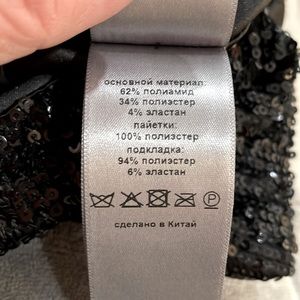 основной материал:
62% полиамид
34% полиэстер
4% эластан
пайетки:
100% полиэстер
подкладка:
94% полиэстер
6% эластан
P
сделано в Китай